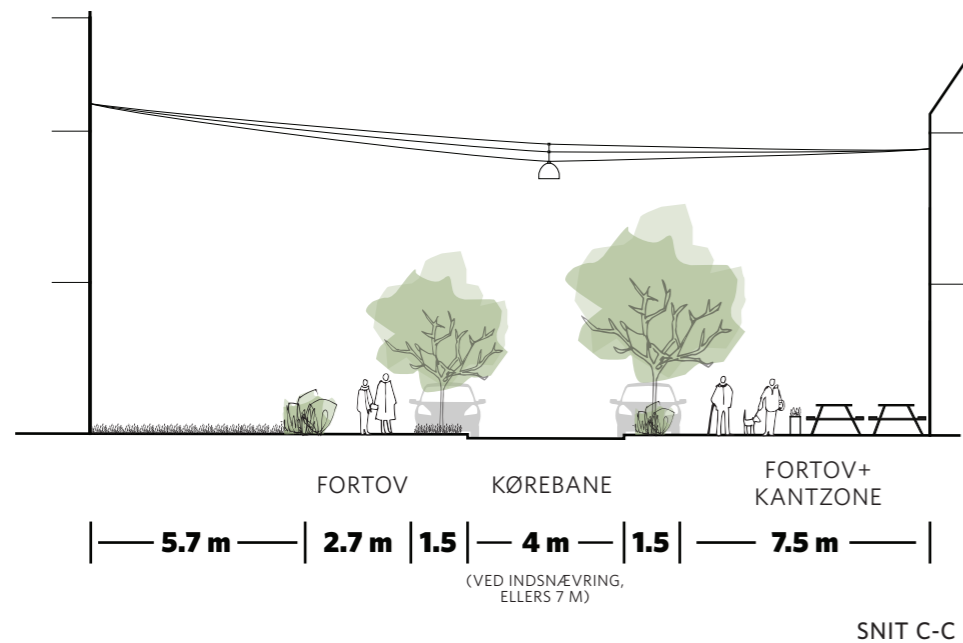 FORTOV
KØREBANE
FORTOV+
KANTZONE
5.7 m
2.7 m
1.5
4 m
1.5
7.5 m
(VED INDSNÆVRING,
ELLERS 7 M)
SNIT C-C